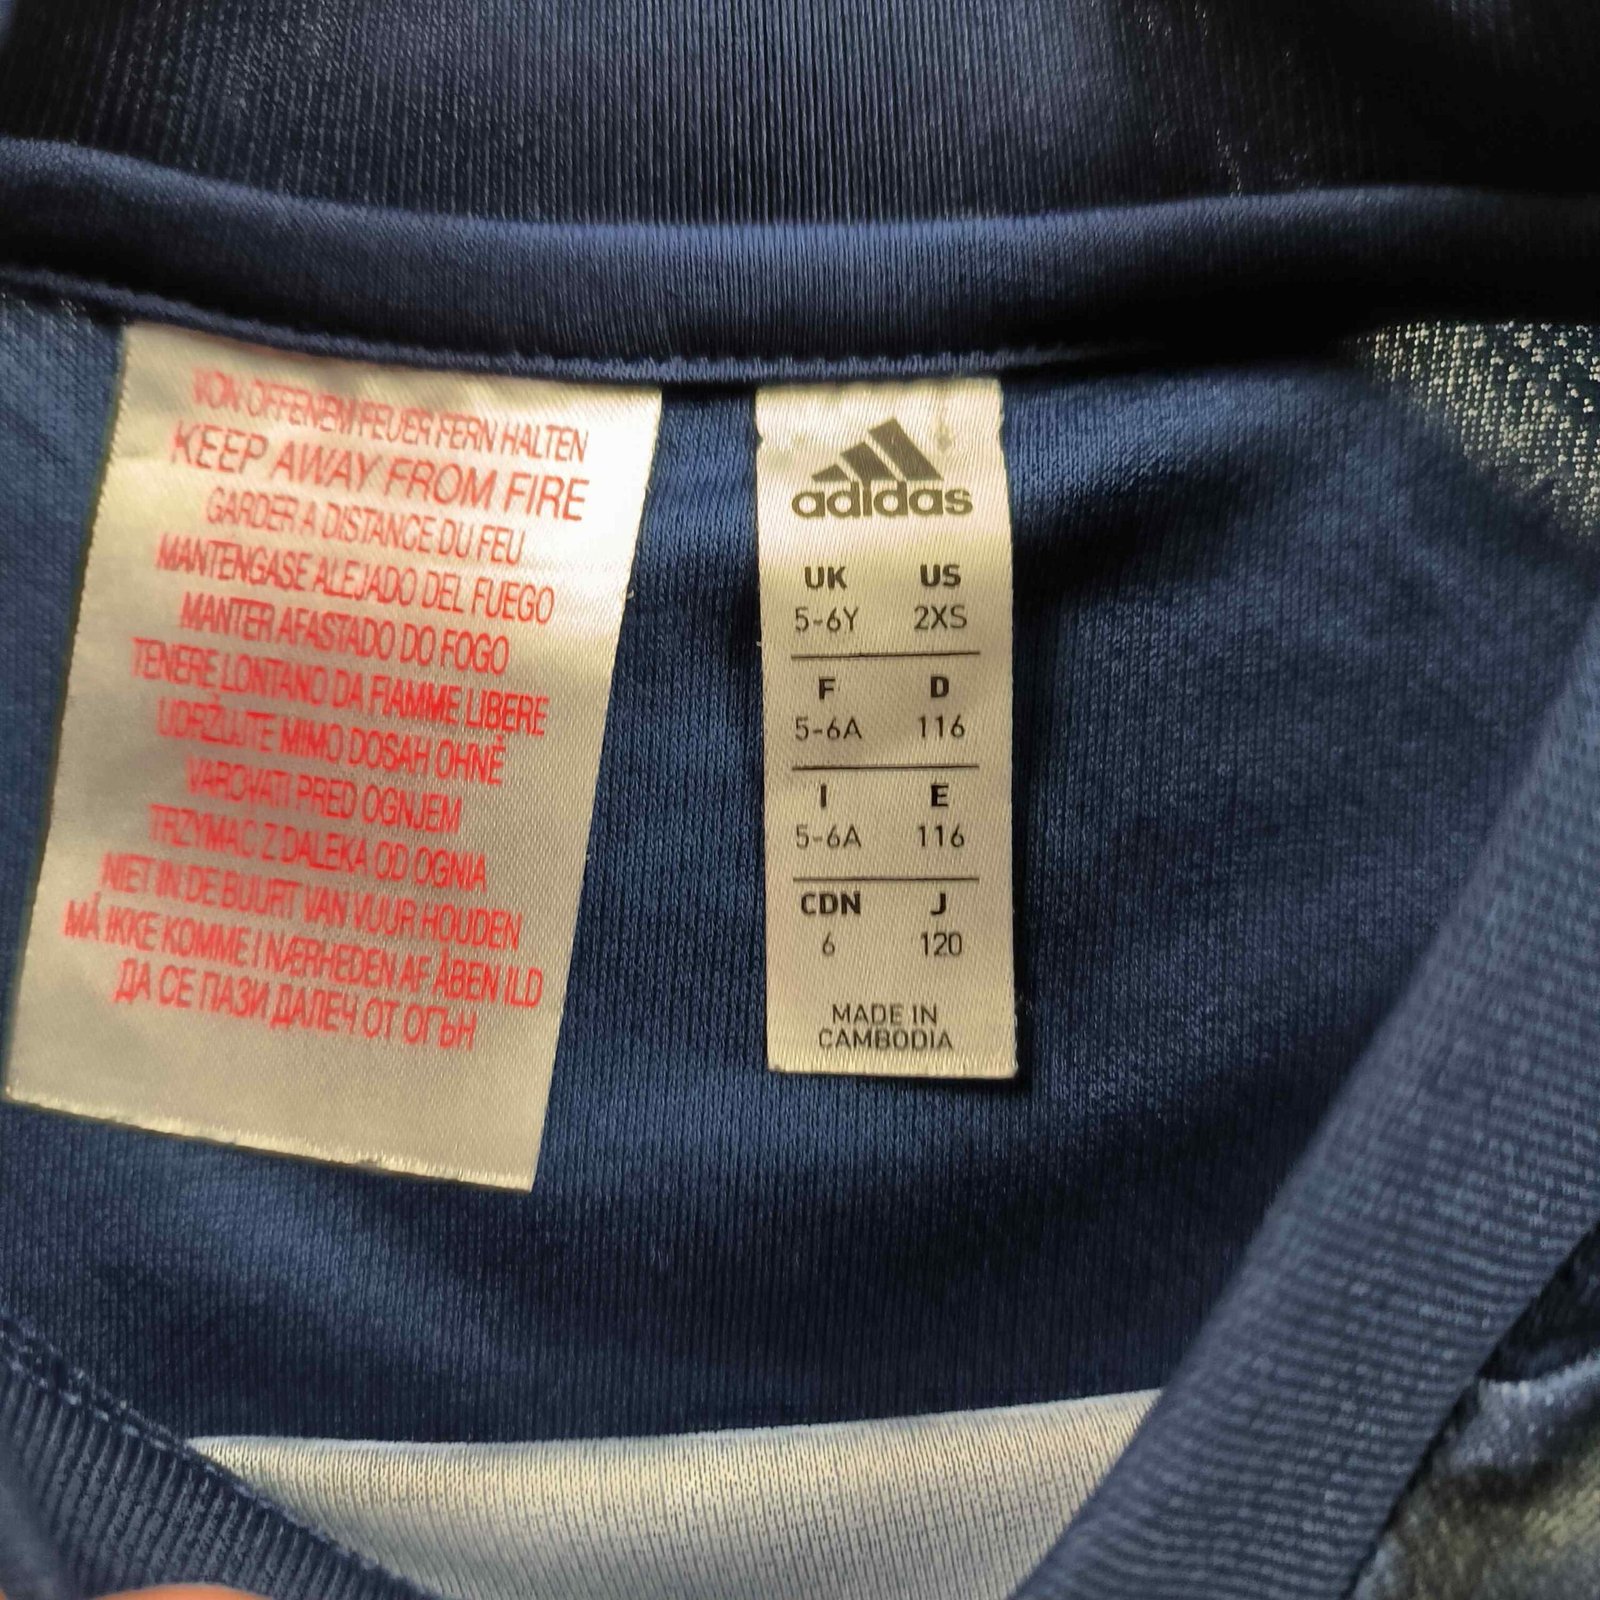 VON OFFENEM FEUER FERN HALTEN
KEEP AWAY FROM FIRE
GARDER A DISTANCE DU FEU
MANTENGASE ALEJADO DEL FUEGO
MANTER AFASTADO DO FOGO
TENERE LONTANO DA FIAMME LIBERE
UDRŽUJTE MIMO DOSAH OHNĚ
VAROVATI PRED OGNJEM
TRZYMAC Z DALEKA OD OGNIA
NIET IN DE BUURT VAN VUUR HOUDEN
MÅ IKKE KOMME I NÆRHEDEN AF ÅBEN ILD
ДА СЕ ПАЗИ ДАЛЕЧ ОТ ОГЪН
adidas
UK US
5-6Y 2XS
F D
5-6A 116
I E
5-6A 116
CDN J
6 120
MADE IN
CAMBODIA